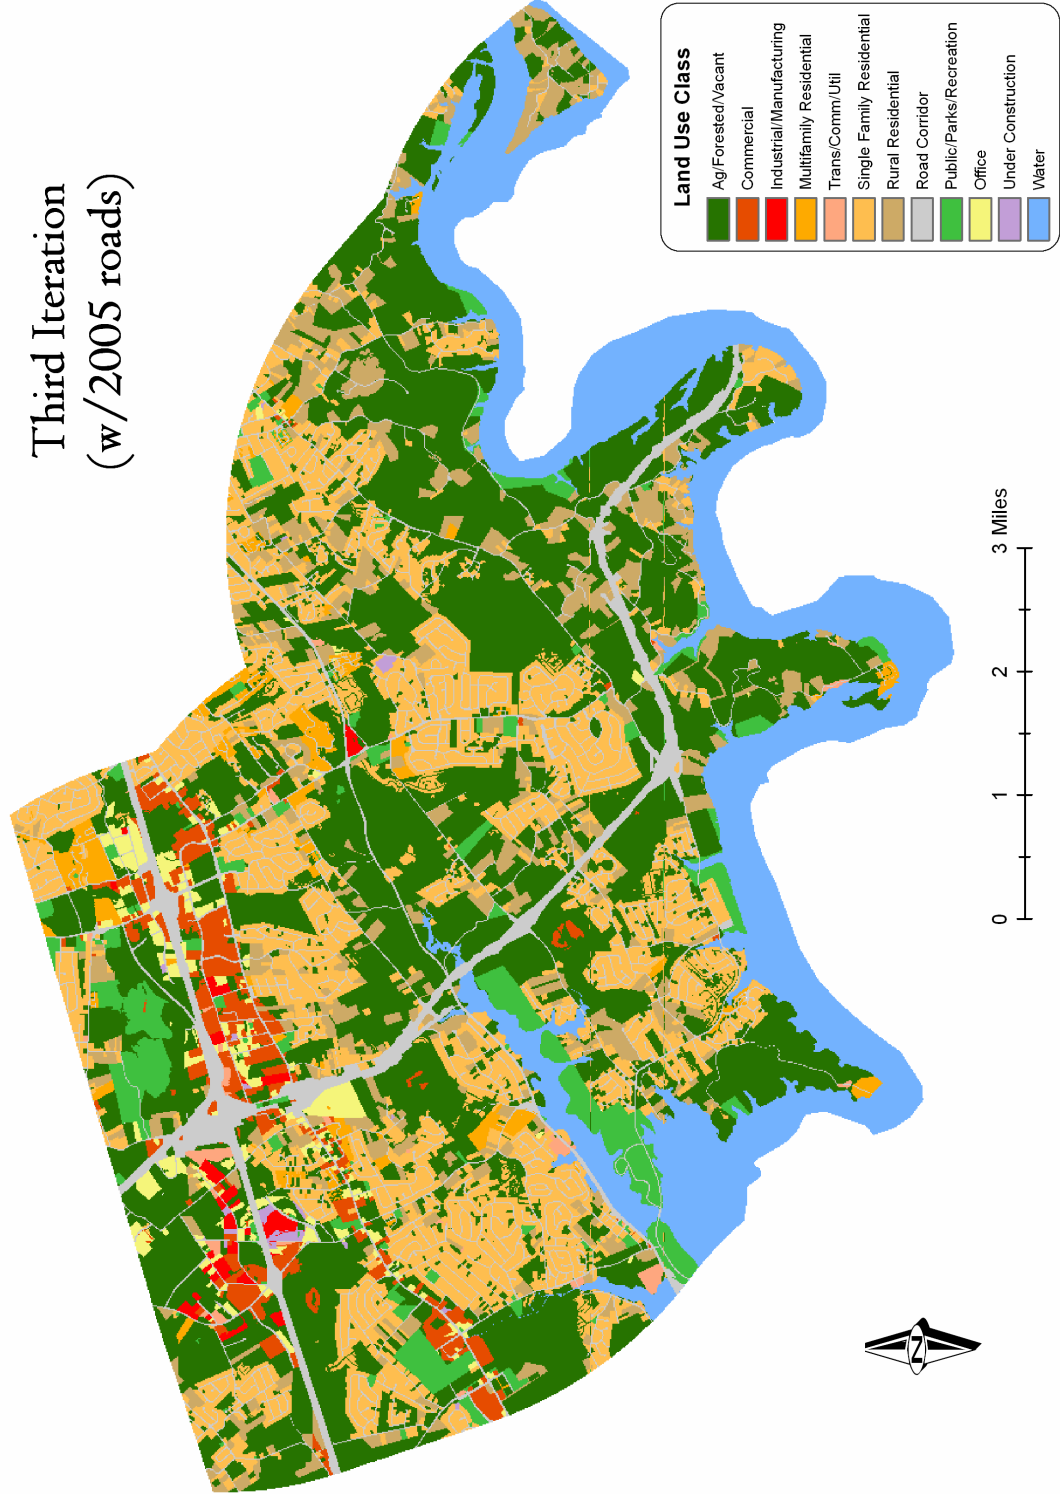 Third Iteration
(w/2005 roads)
Land Use Class
Ag/Forested/Vacant
Commercial
Industrial/Manufacturing
Multifamily Residential
Trans/Comm/Util
Single Family Residential
Rural Residential
Road Corridor
Public/Parks/Recreation
Office
Under Construction
Water
0 1 2 3 Miles
N